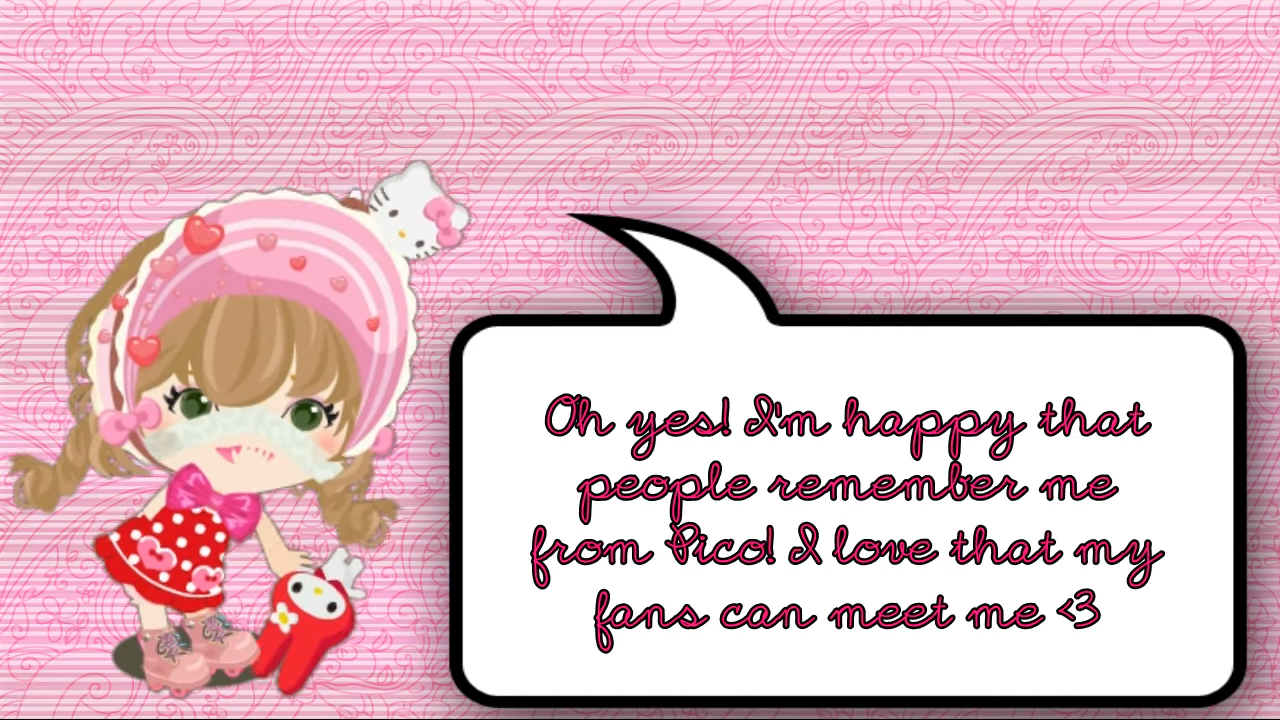 Oh yes! I'm happy that
people remember me
from Pico! I love that my
fans can meet me <3